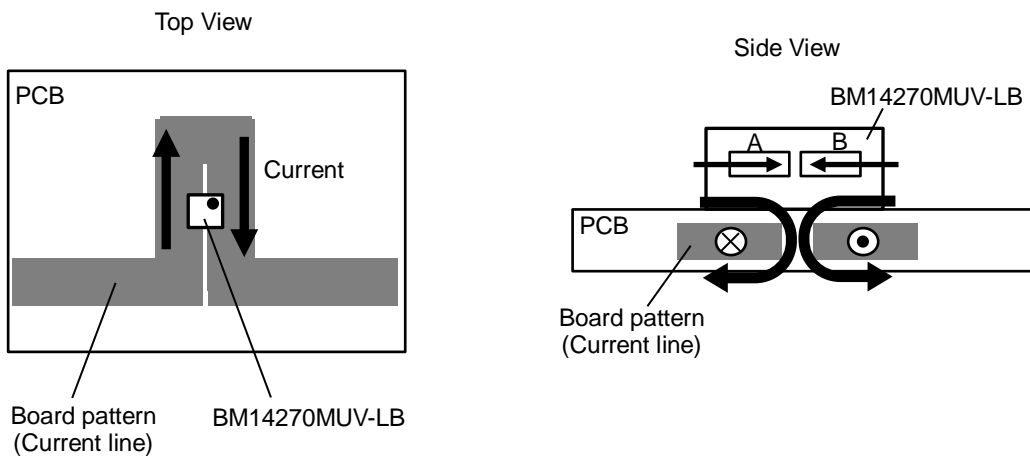 Top View
PCB
Current
Board pattern
(Current line)
BM14270MUV-LB
Side View
BM14270MUV-LB
A
B
PCB
Board pattern
(Current line)